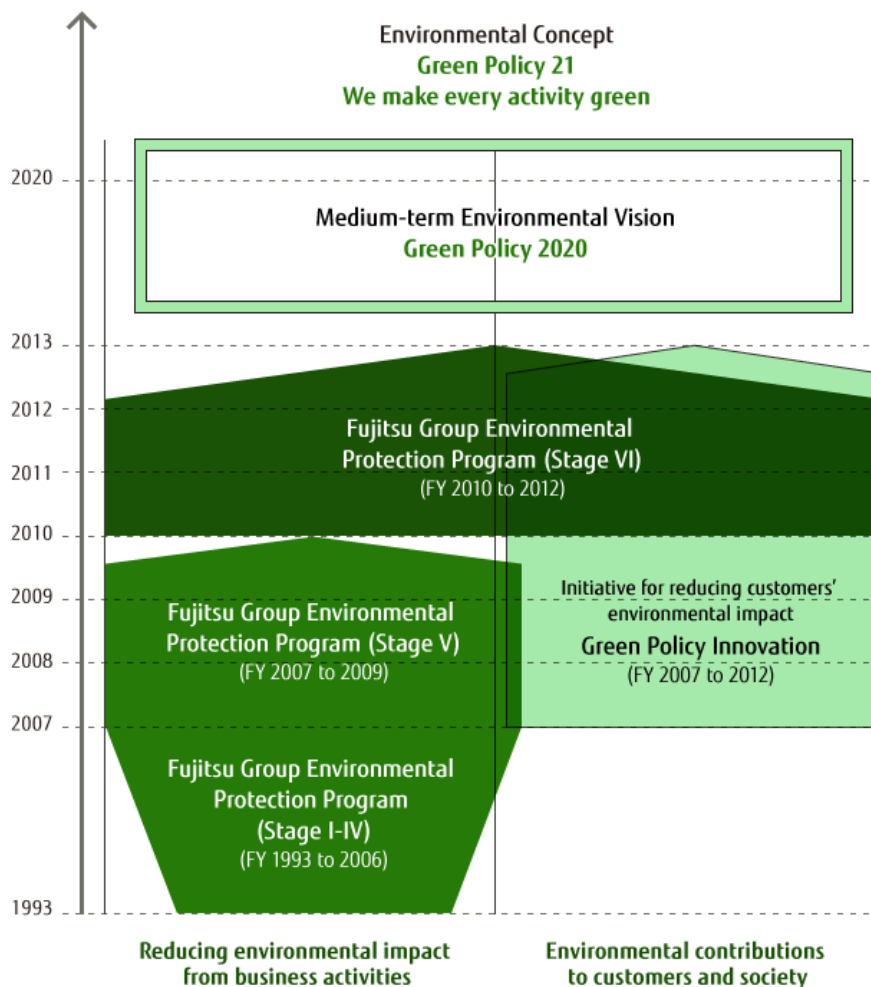 Environmental Concept
Green Policy 21
We make every activity green
2020
Medium-term Environmental Vision
Green Policy 2020
2013
2012
Fujitsu Group Environmental
Protection Program (Stage VI)
(FY 2010 to 2012)
2011
2010
2009
Fujitsu Group Environmental
Protection Program (Stage V)
(FY 2007 to 2009)
Initiative for reducing customers’
environmental impact
Green Policy Innovation
(FY 2007 to 2012)
2008
2007
Fujitsu Group Environmental
Protection Program
(Stage I-IV)
(FY 1993 to 2006)
1993
Reducing environmental impact
from business activities
Environmental contributions
to customers and society